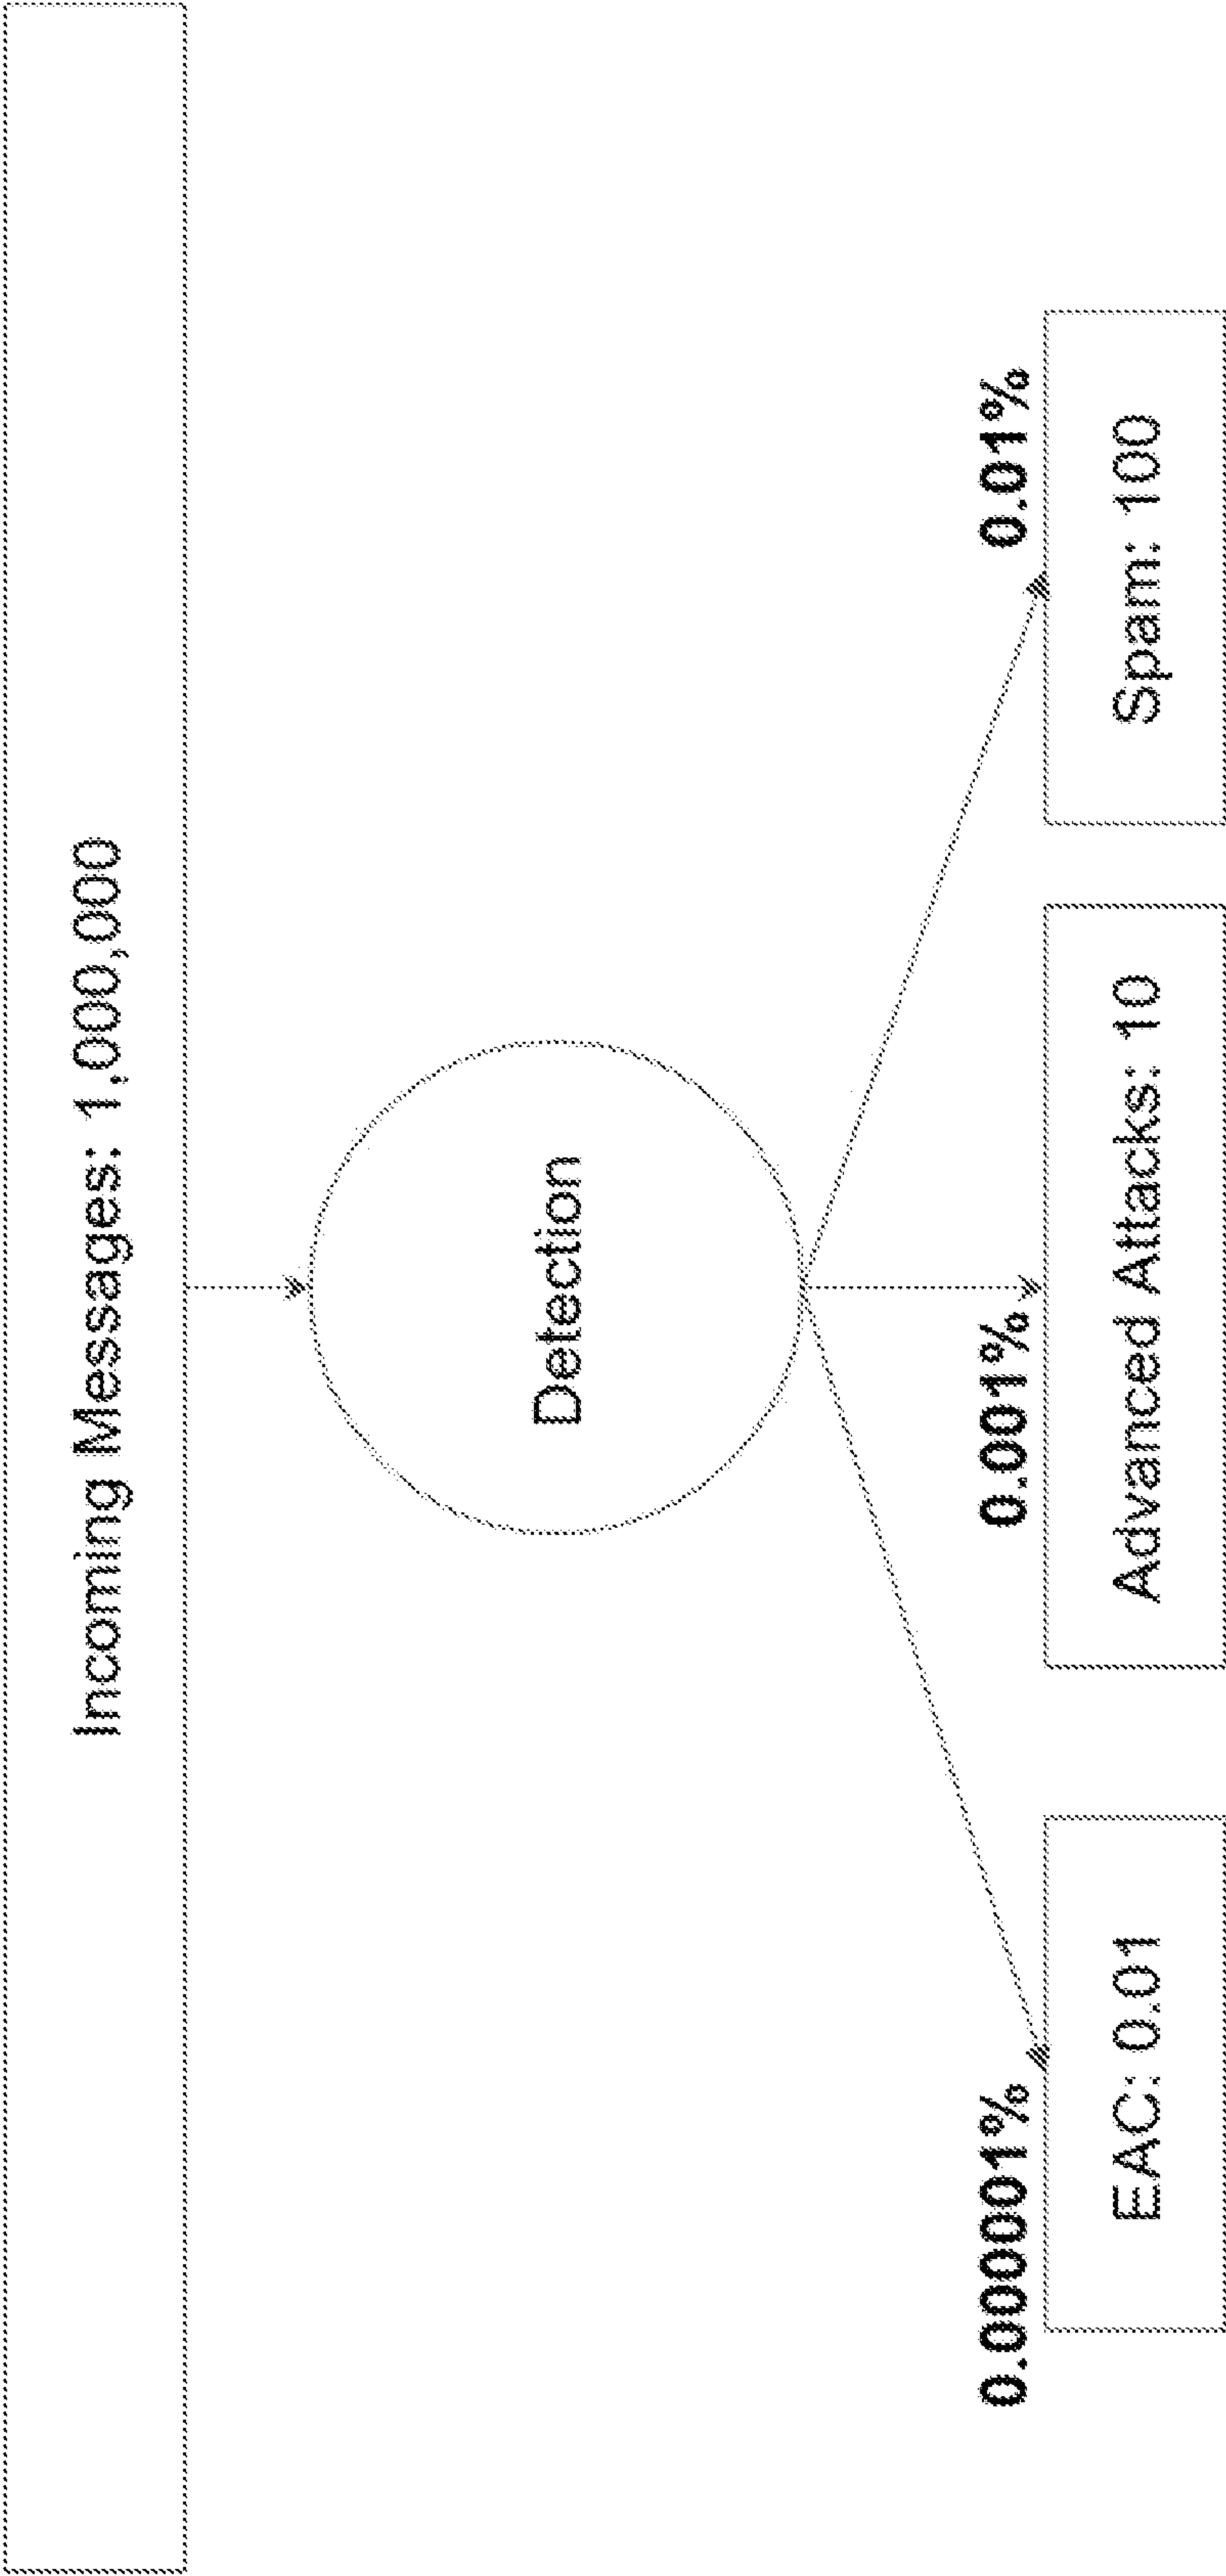 Incoming Messages: 1,000,000
Detection
0.000001%
0.001%
0.01%
EAC: 0.01
Advanced Attacks: 10
Spam: 100